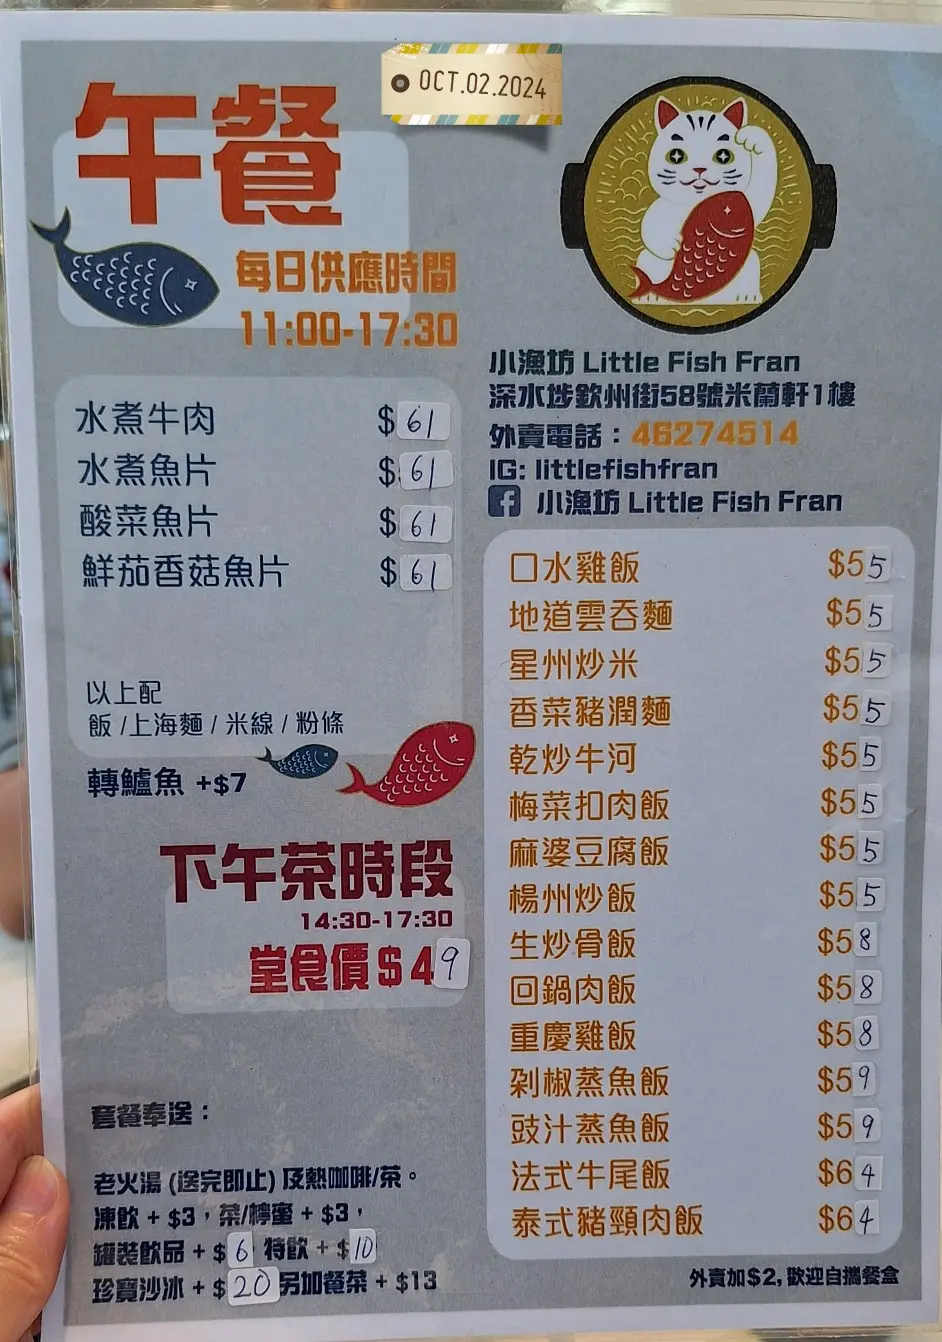 OCT.02.2024
午餐
每日供應時間
11:00-17:30
水煮牛肉 $61
水煮魚片 $61
酸菜魚片 $61
鮮茄香菇魚片 $61
以上配
飯 /上海麵 / 米線 / 粉條
轉鱸魚 +$7
下午茶時段
14:30-17:30
堂食價 $49
套餐奉送：
老火湯 (送完即止) 及熱咖啡/茶。
凍飲 + $3，茶/檸蜜 + $3，
罐裝飲品 + $6 特飲 + $10
珍寶沙冰 + $20 另加餐茶 + $13
小漁坊 Little Fish Fran
深水埗欽州街58號米蘭軒1樓
外賣電話：46274514
IG: littlefishfran
小漁坊 Little Fish Fran
口水雞飯 $55
地道雲吞麵 $55
星州炒米 $55
香菜豬潤麵 $55
乾炒牛河 $55
梅菜扣肉飯 $55
麻婆豆腐飯 $55
楊州炒飯 $55
生炒骨飯 $58
回鍋肉飯 $58
重慶雞飯 $58
剁椒蒸魚飯 $59
豉汁蒸魚飯 $59
法式牛尾飯 $64
泰式豬頸肉飯 $64
外賣加$2, 歡迎自攜餐盒